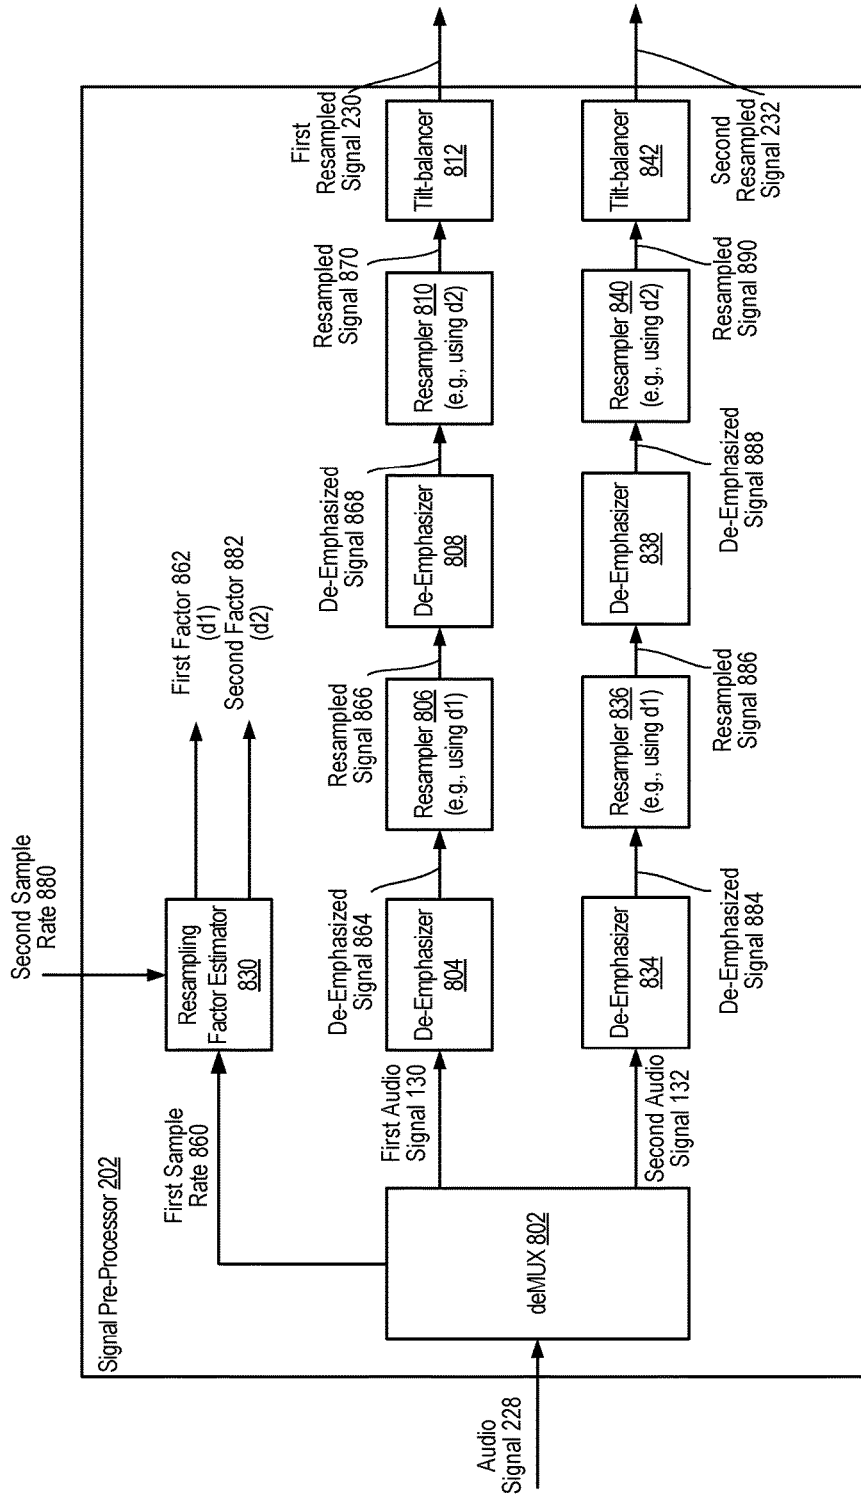 Signal Pre-Processor 202
Second Sample
Rate 880
First Sample
Rate 860
Resampling
Factor Estimator
830
First Factor 862
(d1)
Second Factor 882
(d2)
Audio
Signal 228
deMUX 802
First Audio
Signal 130
De-Emphasizer
804
De-Emphasized
Signal 864
Resampler 806
(e.g., using d1)
Resampled
Signal 866
De-Emphasizer
808
De-Emphasized
Signal 868
Resampler 810
(e.g., using d2)
Resampled
Signal 870
Tilt-balancer
812
First
Resampled
Signal 230
Second Audio
Signal 132
De-Emphasizer
834
De-Emphasized
Signal 884
Resampler 836
(e.g., using d1)
Resampled
Signal 886
De-Emphasizer
838
De-Emphasized
Signal 888
Resampler 840
(e.g., using d2)
Resampled
Signal 890
Tilt-balancer
842
Second
Resampled
Signal 232